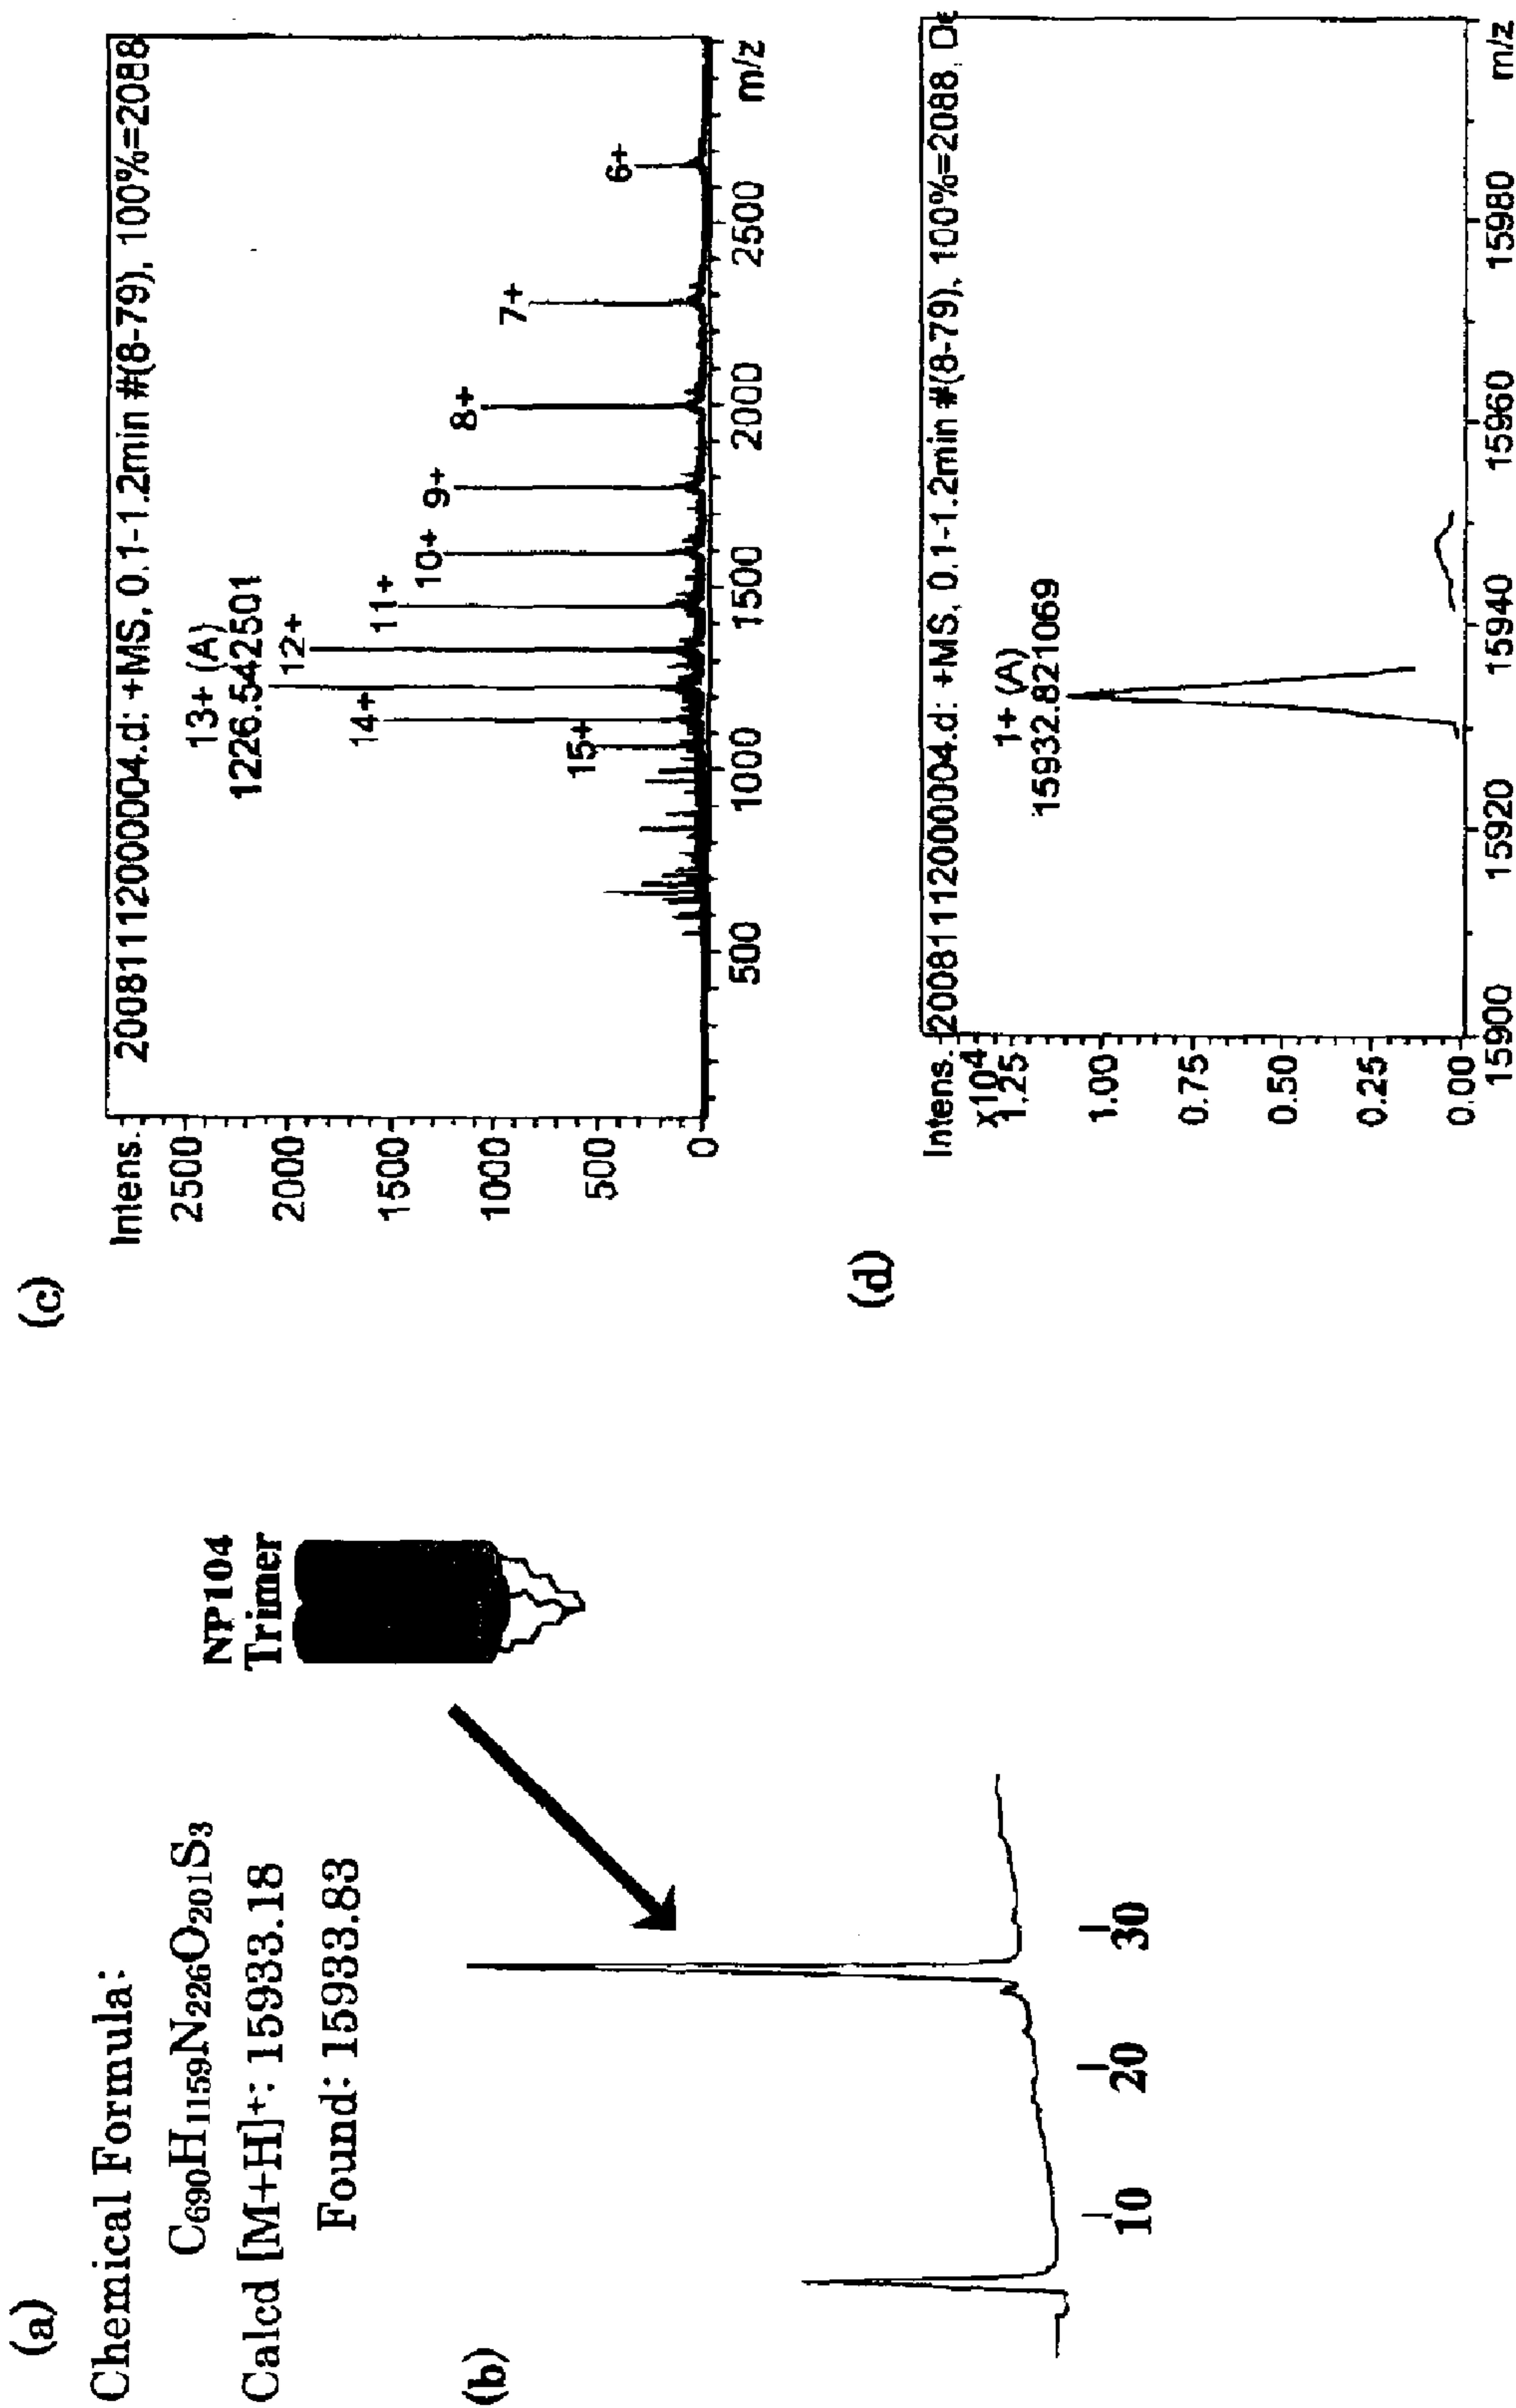 (a)
Chemical Formula:
C₆₉₀H₁₁₅₉N₂₂₆O₂₀₁S₃
Calcd [M+H]⁺: 15933.18
Found: 15933.83
(b)
NP104
Trimer
10
20
30
(c)
Intens.
20081112000004.d: +MS, 0.1-1.2min #(8-79), 100%=2088
2500
2000
1500
1000
500
0
13+ (A)
1226.542501
12+
14+
11+
15+
10+
9+
8+
7+
6+
500
1000
1500
2000
2500
m/z
(d)
Intens.
20081112000004.d: +MS, 0.1-1.2min #(8-79), 100%=2088, De
x10⁴
1.25
1.00
0.75
0.50
0.25
0.00
1+ (A)
15932.821069
15900
15920
15940
15960
15980
m/z